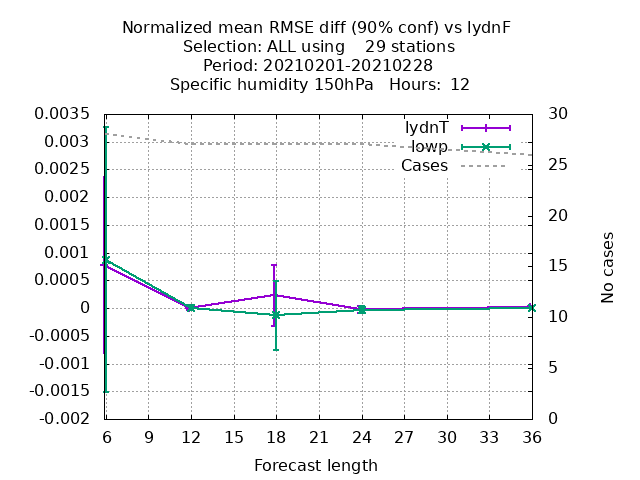 Normalized mean RMSE diff (90% conf) vs lydnF
Selection: ALL using    29 stations
Period: 20210201-20210228
Specific humidity 150hPa   Hours:  12
0.0035
0.003
0.0025
0.002
0.0015
0.001
0.0005
0
-0.0005
-0.001
-0.0015
-0.002
lydnT
lowp
Cases
30
25
20
15
10
5
0
No cases
6 9 12 15 18 21 24 27 30 33 36
Forecast length